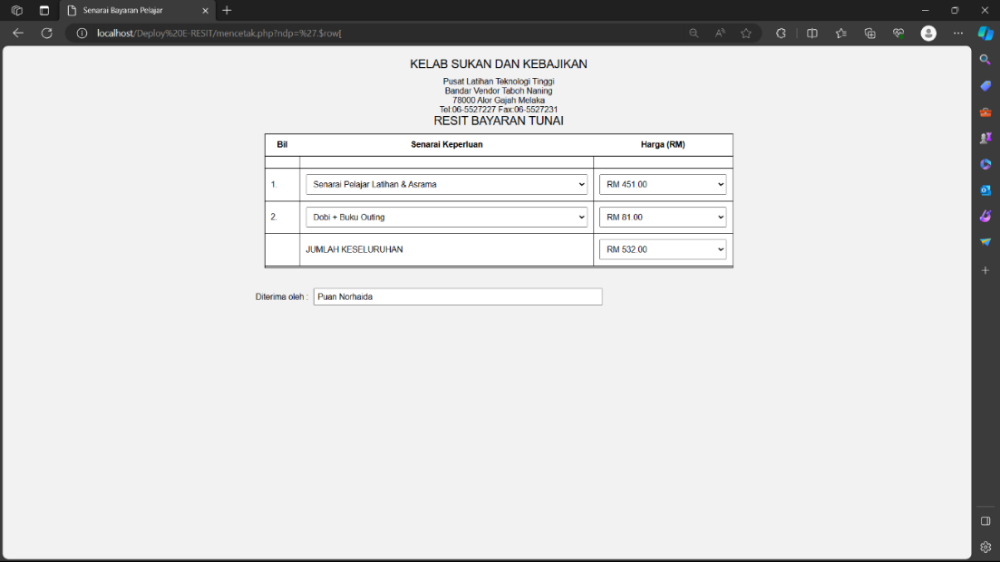 Senarai Bayaran Pelajar
localhost/Deploy%20E-RESIT/mencetak.php?ndp=%27.$row[
KELAB SUKAN DAN KEBAJIKAN
Pusat Latihan Teknologi Tinggi
Bandar Vendor Taboh Naning
78000 Alor Gajah Melaka
Tel:06-5527227 Fax:06-5527231
RESIT BAYARAN TUNAI
Bil Senarai Keperluan Harga (RM)
1. Senarai Pelajar Latihan & Asrama RM 451.00
2. Dobi + Buku Outing RM 81.00
JUMLAH KESELURUHAN RM 532.00
Diterima oleh : Puan Norhaida